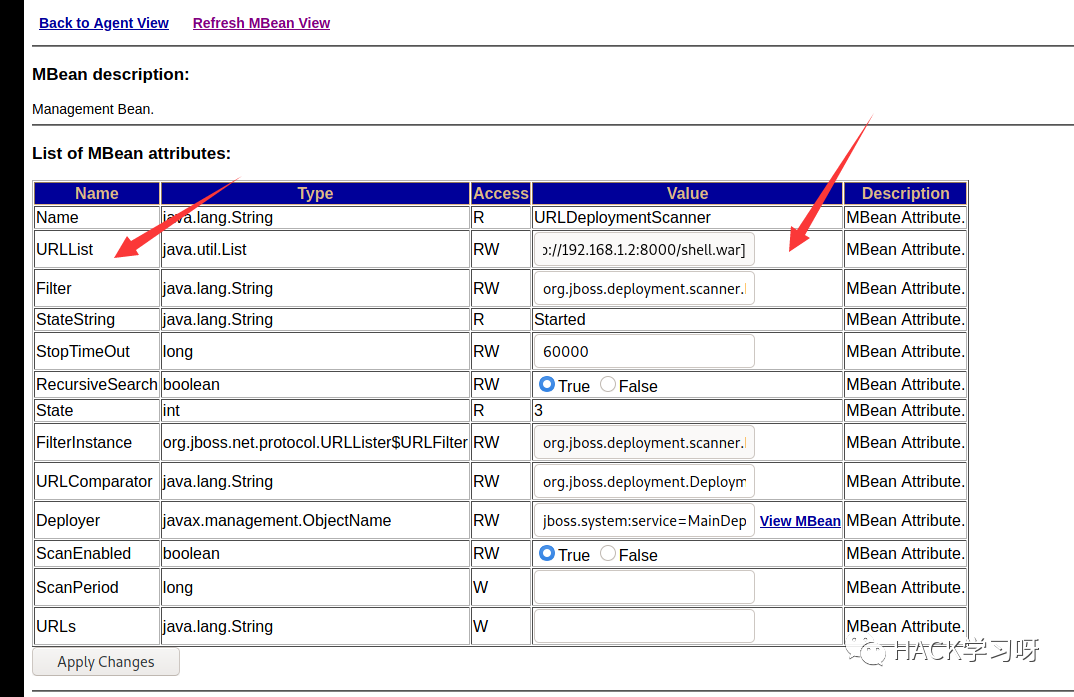 Back to Agent View Refresh MBean View
MBean description:
Management Bean.
List of MBean attributes:
Name Type Access Value Description
Name java.lang.String R URLDeploymentScanner MBean Attribute.
URLList java.util.List RW ://192.168.1.2:8000/shell.war] MBean Attribute.
Filter java.lang.String RW org.jboss.deployment.scanner. MBean Attribute.
StateString java.lang.String R Started MBean Attribute.
StopTimeOut long RW 60000 MBean Attribute.
RecursiveSearch boolean RW True False MBean Attribute.
State int R 3 MBean Attribute.
FilterInstance org.jboss.net.protocol.URLLister$URLFilter RW org.jboss.deployment.scanner. MBean Attribute.
URLComparator java.lang.String RW org.jboss.deployment.Deploym MBean Attribute.
Deployer javax.management.ObjectName RW jboss.system:service=MainDep View MBean MBean Attribute.
ScanEnabled boolean RW True False MBean Attribute.
ScanPeriod long W MBean Attribute.
URLs java.lang.String W MBean Attribute.
Apply Changes
HACK学习呀